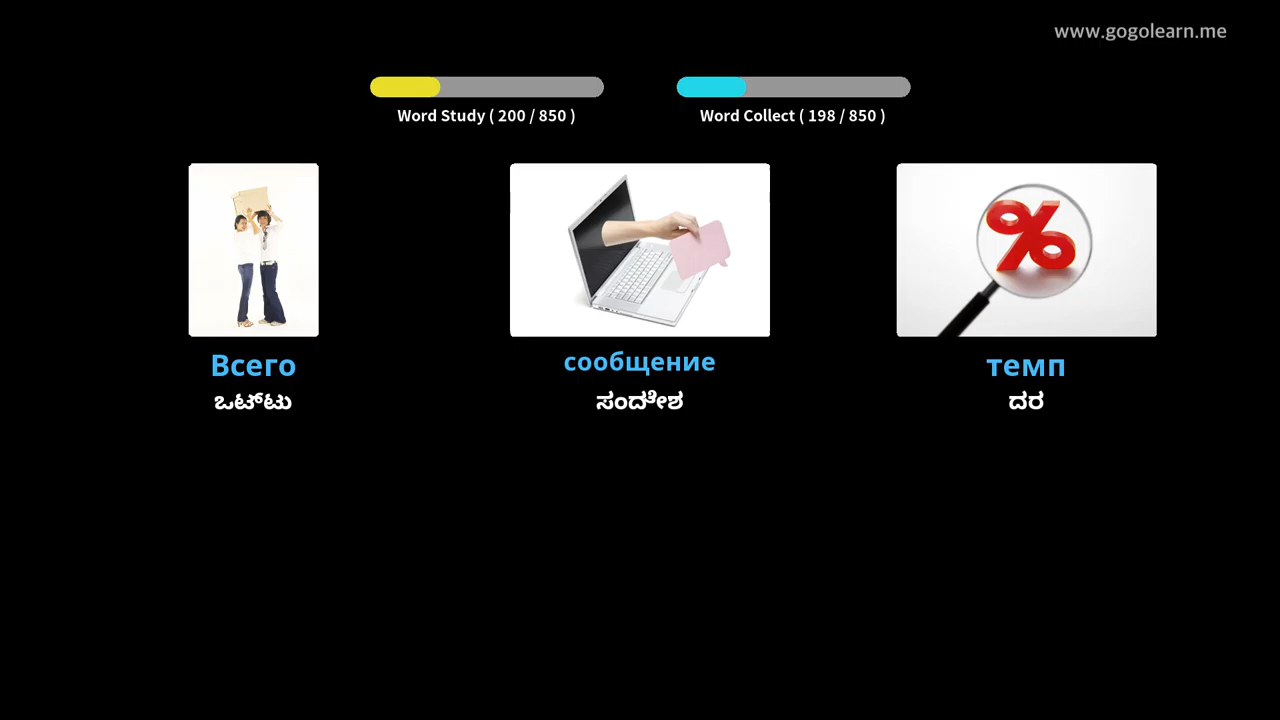 www.gogolearn.me
Word Study ( 200 / 850 )
Word Collect ( 198 / 850 )
%
Всего
сообщение
темп
ಒಟ್ಟು
ಸಂದೇಶ
ದರ